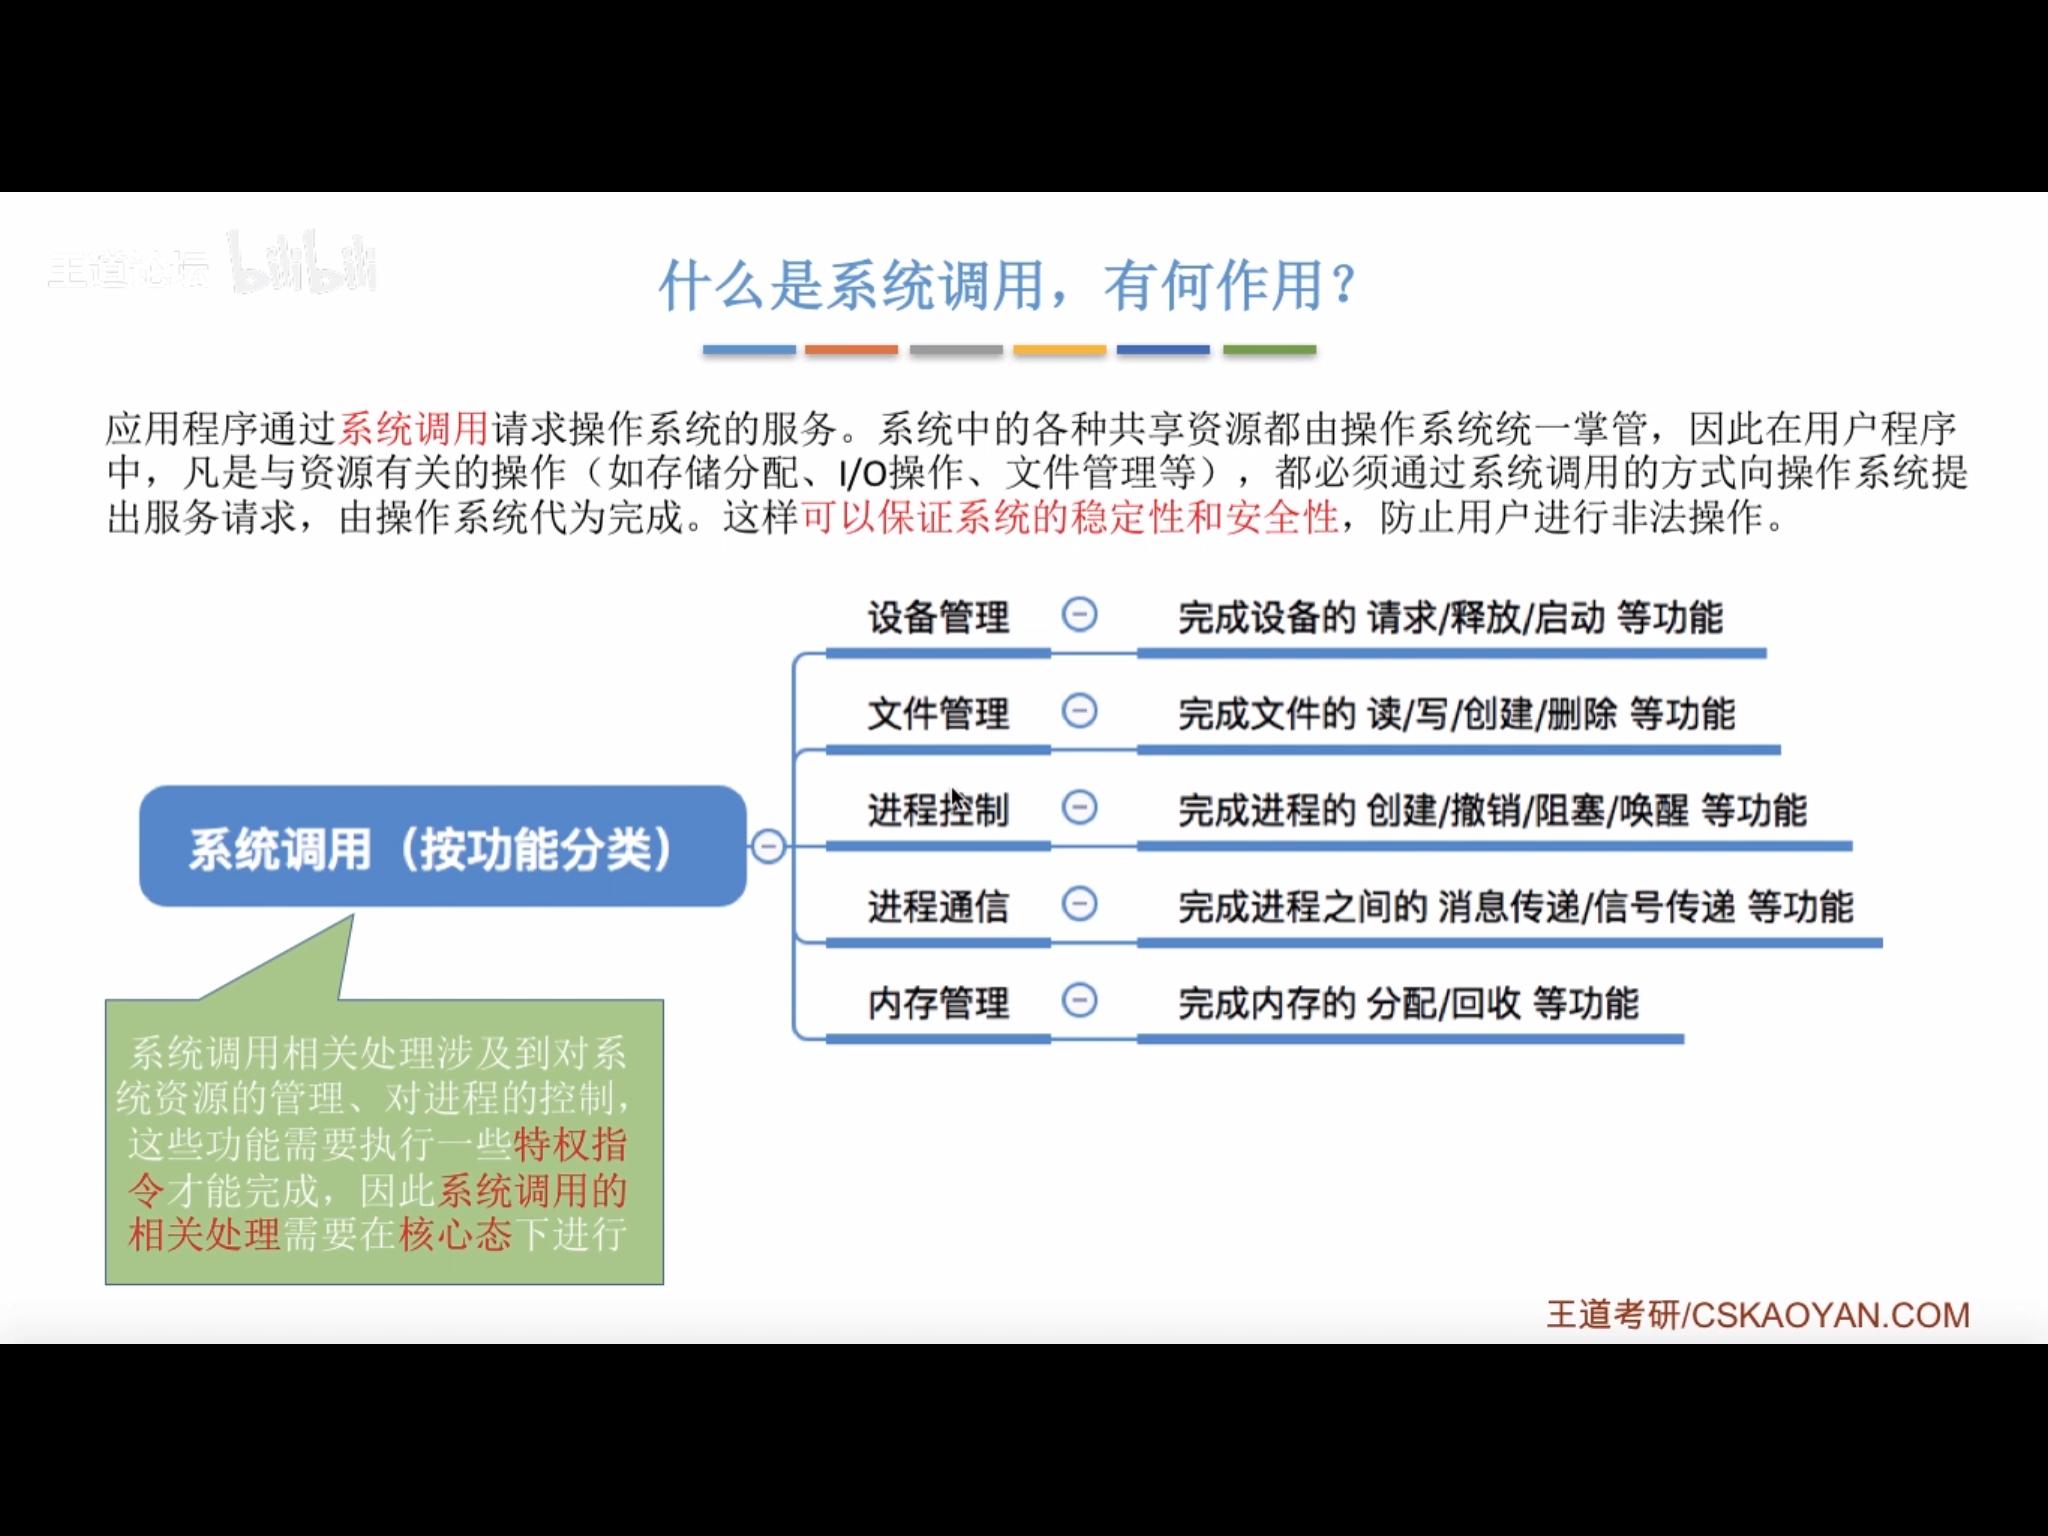 王道论坛 bilibili
什么是系统调用，有何作用？
应用程序通过系统调用请求操作系统的服务。系统中的各种共享资源都由操作系统统一掌管，因此在用户程序
中，凡是与资源有关的操作（如存储分配、I/O操作、文件管理等），都必须通过系统调用的方式向操作系统提
出服务请求，由操作系统代为完成。这样可以保证系统的稳定性和安全性，防止用户进行非法操作。
设备管理 完成设备的 请求/释放/启动 等功能
文件管理 完成文件的 读/写/创建/删除 等功能
进程控制 完成进程的 创建/撤销/阻塞/唤醒 等功能
系统调用（按功能分类）
进程通信 完成进程之间的 消息传递/信号传递 等功能
内存管理 完成内存的 分配/回收 等功能
系统调用相关处理涉及到对系
统资源的管理、对进程的控制，
这些功能需要执行一些特权指
令才能完成，因此系统调用的
相关处理需要在核心态下进行
王道考研/CSKAOYAN.COM